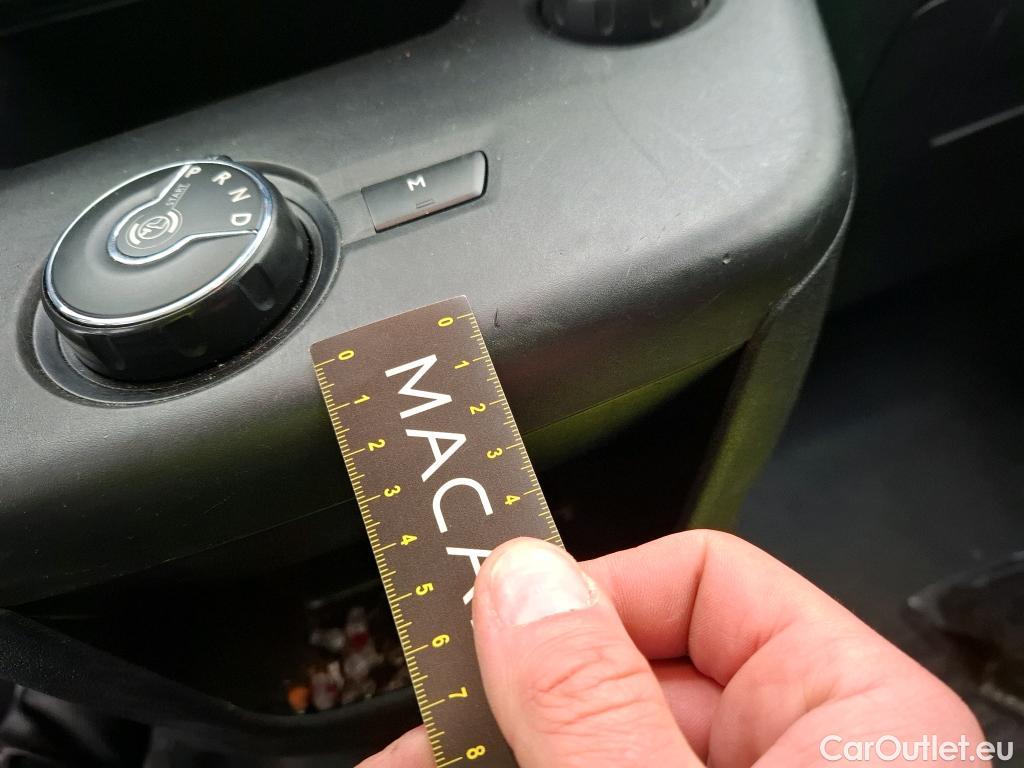 P R N D
START
M
0 1 2 3 4
MACA
0 1 2 3 4 5 6 7 8
CarOutlet.eu